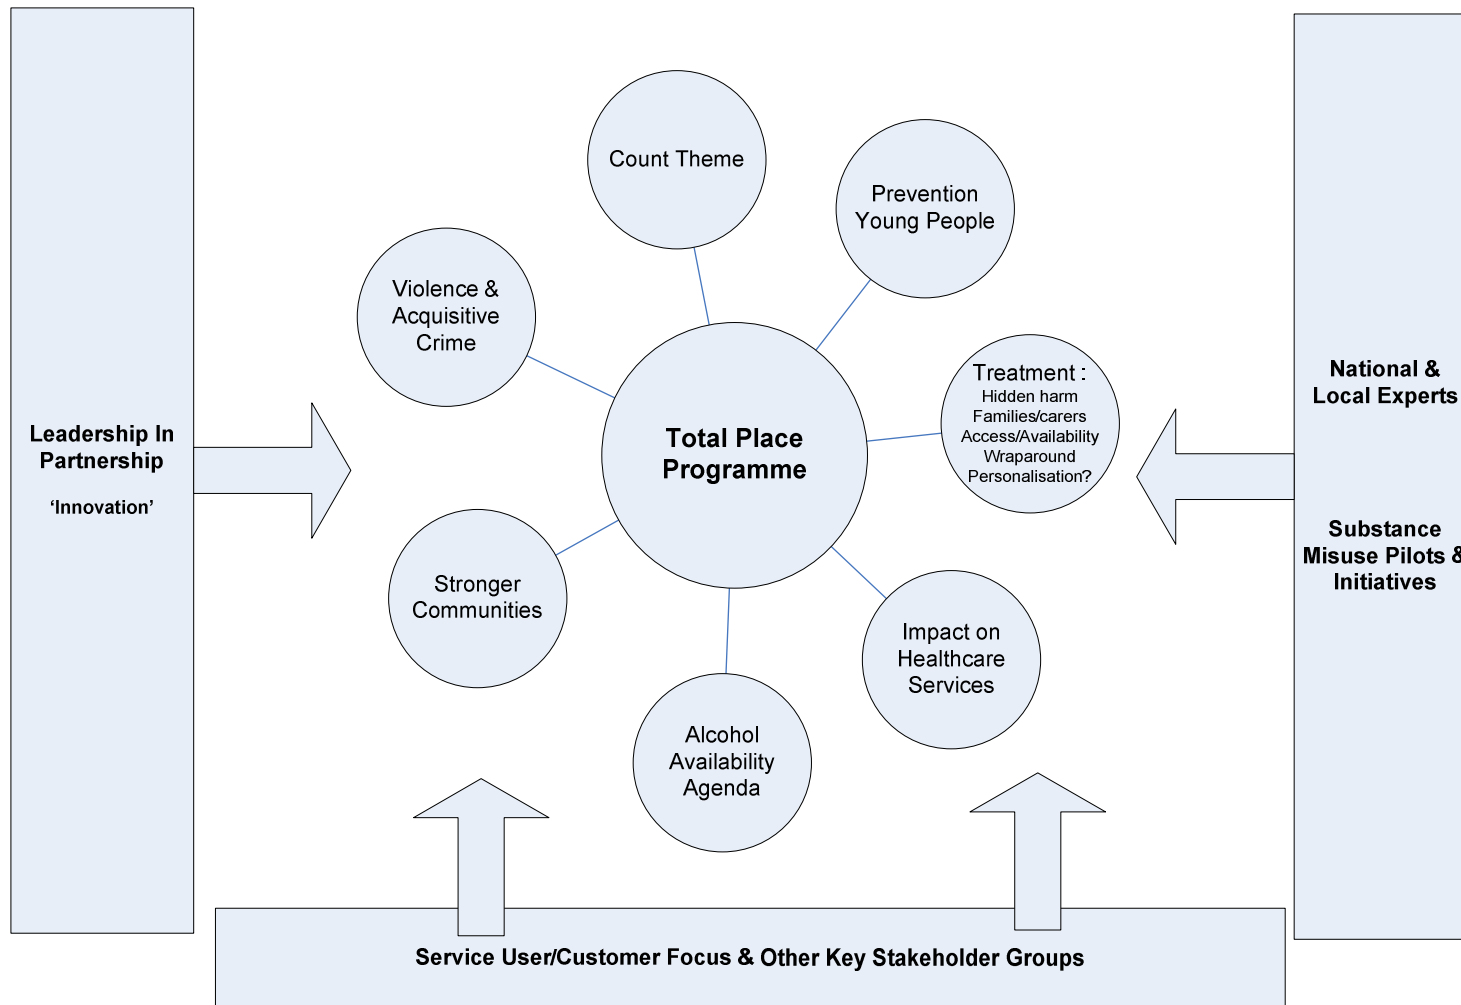 Count Theme
Prevention
Young People
Violence &
Acquisitive
Crime
Treatment :
Hidden harm
Families/carers
Access/Availability
Wraparound
Personalisation?
Total Place
Programme
Leadership In
Partnership
‘Innovation’
National &
Local Experts
Substance
Misuse Pilots &
Initiatives
Stronger
Communities
Impact on
Healthcare
Services
Alcohol
Availability
Agenda
Service User/Customer Focus & Other Key Stakeholder Groups